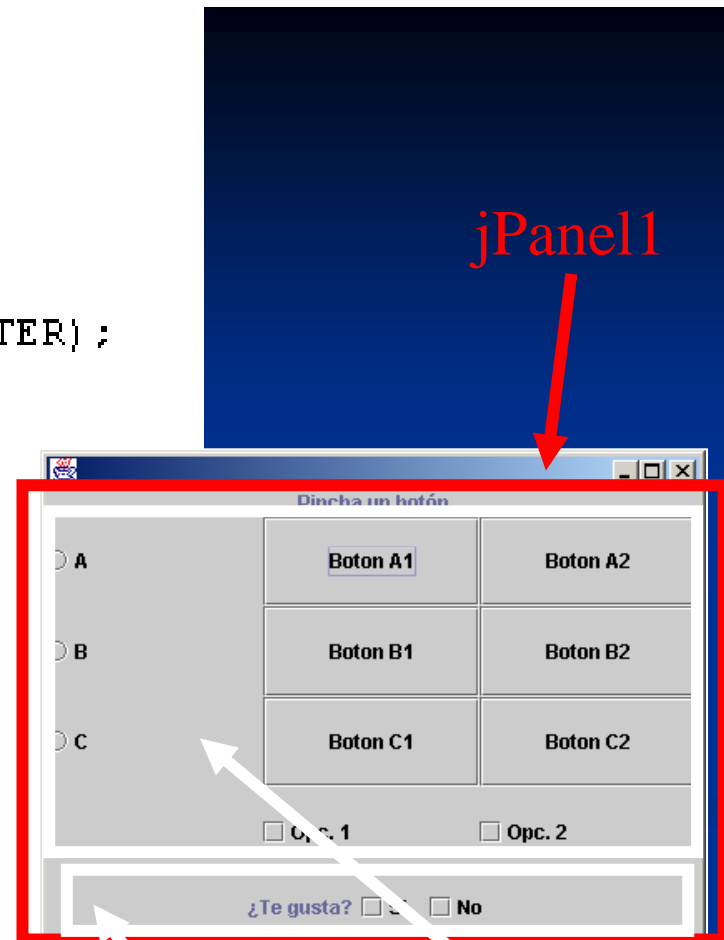 jPanel1
TER);
Pincha un botón
A Boton A1 Boton A2
B Boton B1 Boton B2
C Boton C1 Boton C2
Opc. 1 Opc. 2
¿Te gusta? Si No